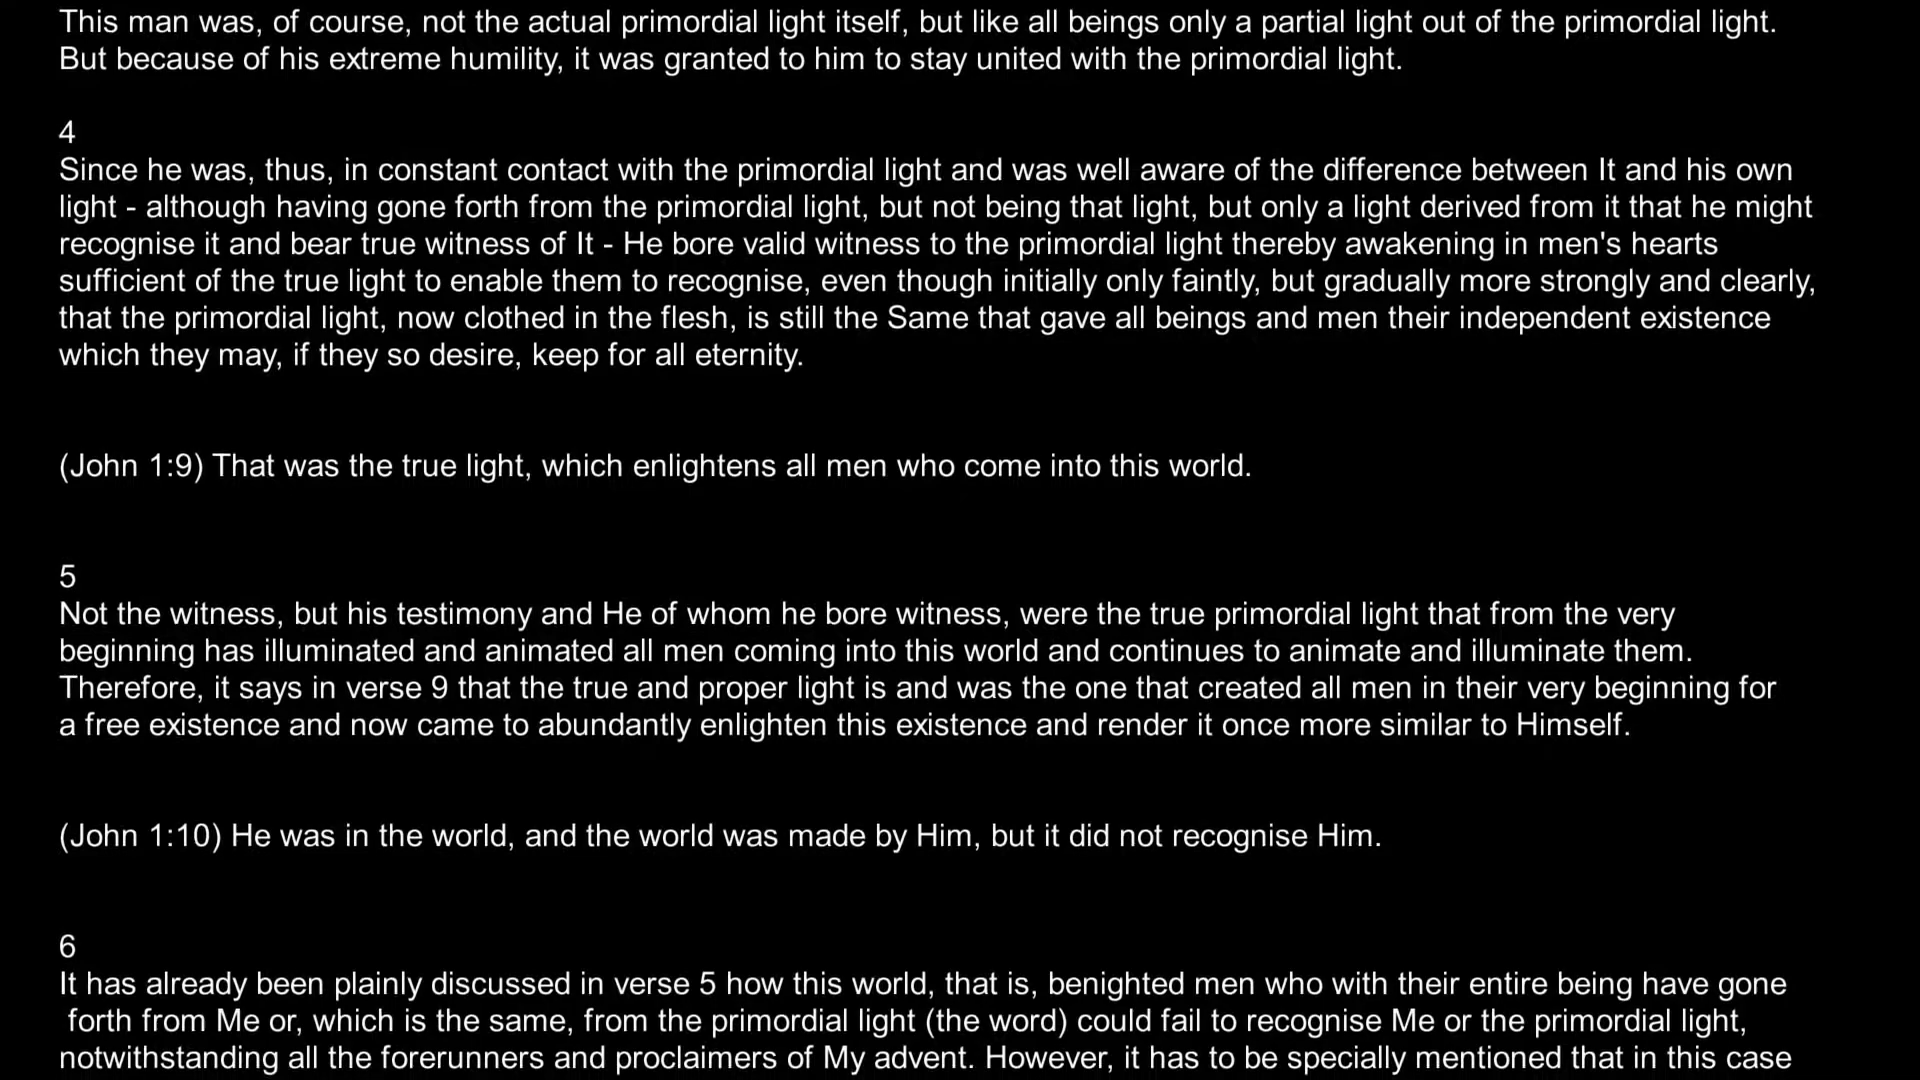 This man was, of course, not the actual primordial light itself, but like all beings only a partial light out of the primordial light.
But because of his extreme humility, it was granted to him to stay united with the primordial light.
4
Since he was, thus, in constant contact with the primordial light and was well aware of the difference between It and his own
light - although having gone forth from the primordial light, but not being that light, but only a light derived from it that he might
recognise it and bear true witness of It - He bore valid witness to the primordial light thereby awakening in men's hearts
sufficient of the true light to enable them to recognise, even though initially only faintly, but gradually more strongly and clearly,
that the primordial light, now clothed in the flesh, is still the Same that gave all beings and men their independent existence
which they may, if they so desire, keep for all eternity.
(John 1:9) That was the true light, which enlightens all men who come into this world.
5
Not the witness, but his testimony and He of whom he bore witness, were the true primordial light that from the very
beginning has illuminated and animated all men coming into this world and continues to animate and illuminate them.
Therefore, it says in verse 9 that the true and proper light is and was the one that created all men in their very beginning for
a free existence and now came to abundantly enlighten this existence and render it once more similar to Himself.
(John 1:10) He was in the world, and the world was made by Him, but it did not recognise Him.
6
It has already been plainly discussed in verse 5 how this world, that is, benighted men who with their entire being have gone
forth from Me or, which is the same, from the primordial light (the word) could fail to recognise Me or the primordial light,
notwithstanding all the forerunners and proclaimers of My advent. However, it has to be specially mentioned that in this case